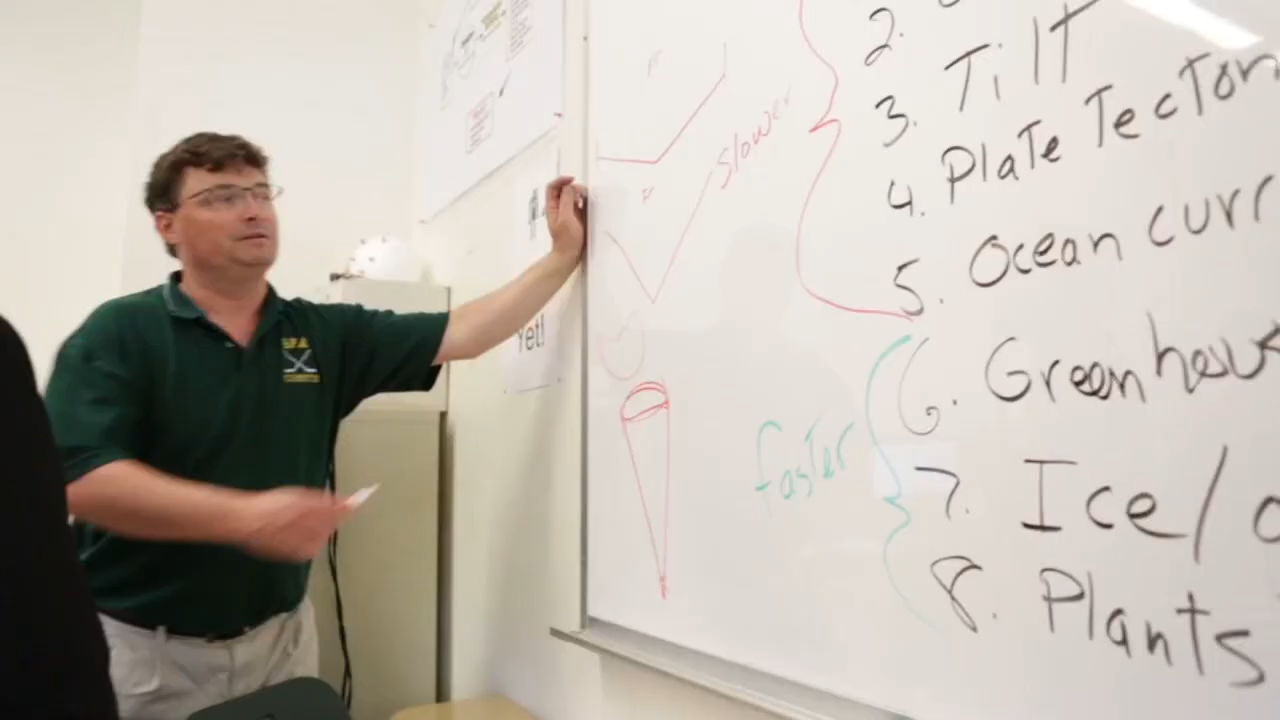 2.
3. Tilt
4. Plate Tecton
5. Ocean curr
slower
6. Greenhou
faster
7. Ice/
8. Plants
Yet!